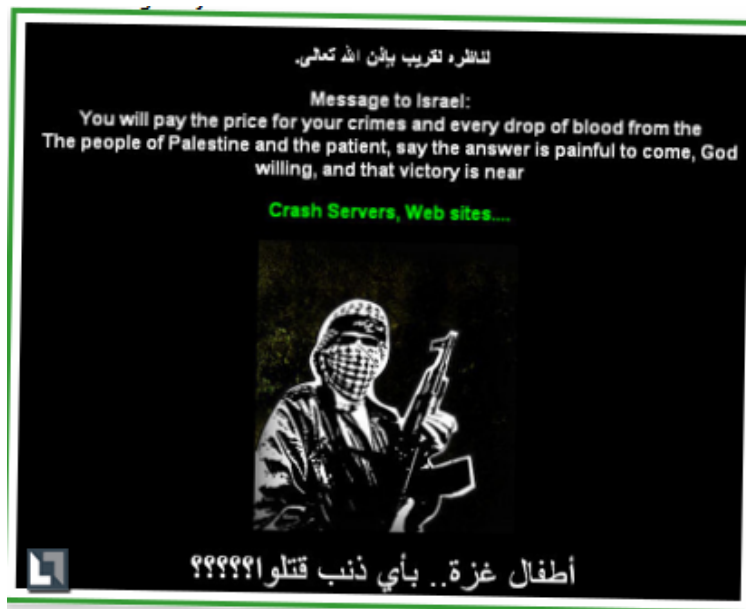 لناظره لقريب بإذن الله تعالى.
Message to Israel:
You will pay the price for your crimes and every drop of blood from the
The people of Palestine and the patient, say the answer is painful to come, God
willing, and that victory is near
Crash Servers, Web sites....
أطفال غزة.. بأي ذنب قتلوا؟؟؟؟؟